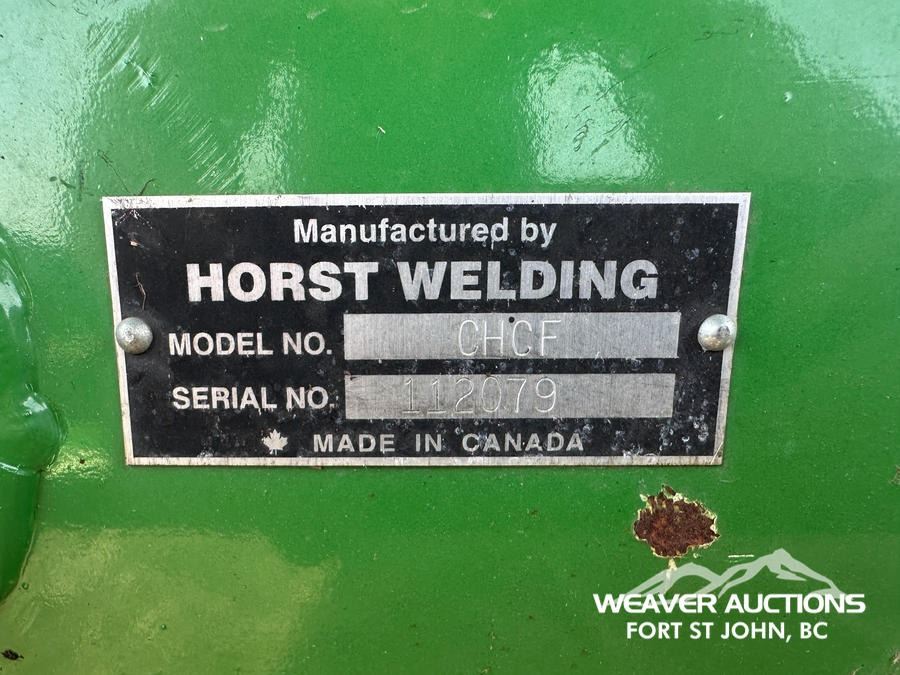 Manufactured by
HORST WELDING
MODEL NO. CHCF
SERIAL NO. 112079
MADE IN CANADA
WEAVER AUCTIONS
FORT ST JOHN, BC